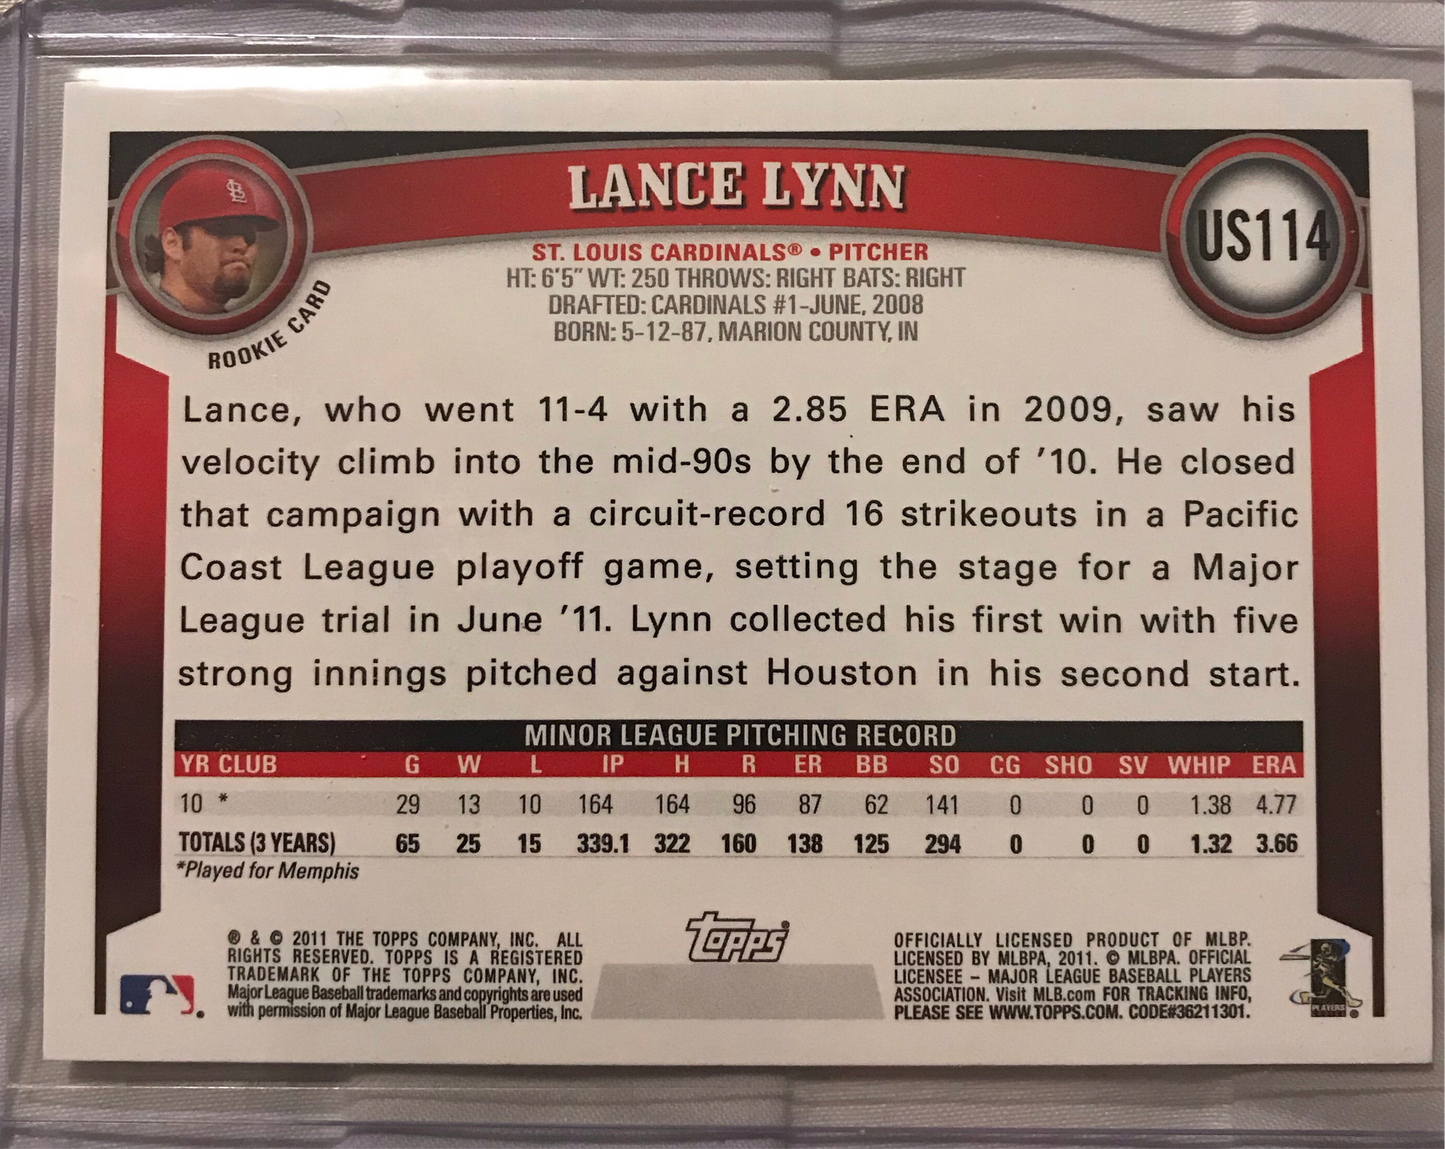 LANCE LYNN
US114
ROOKIE CARD
ST. LOUIS CARDINALS® • PITCHER
HT: 6'5" WT: 250 THROWS: RIGHT BATS: RIGHT
DRAFTED: CARDINALS #1-JUNE, 2008
BORN: 5-12-87, MARION COUNTY, IN
Lance, who went 11-4 with a 2.85 ERA in 2009, saw his
velocity climb into the mid-90s by the end of '10. He closed
that campaign with a circuit-record 16 strikeouts in a Pacific
Coast League playoff game, setting the stage for a Major
League trial in June '11. Lynn collected his first win with five
strong innings pitched against Houston in his second start.
MINOR LEAGUE PITCHING RECORD
YR CLUB G W L IP H R ER BB SO CG SHO SV WHIP ERA
10 * 29 13 10 164 164 96 87 62 141 0 0 0 1.38 4.77
TOTALS (3 YEARS) 65 25 15 339.1 322 160 138 125 294 0 0 0 1.32 3.66
*Played for Memphis
® & © 2011 THE TOPPS COMPANY, INC. ALL
RIGHTS RESERVED. TOPPS IS A REGISTERED
TRADEMARK OF THE TOPPS COMPANY, INC.
Major League Baseball trademarks and copyrights are used
with permission of Major League Baseball Properties, Inc.
Topps
OFFICIALLY LICENSED PRODUCT OF MLBP.
LICENSED BY MLBPA, 2011. © MLBPA. OFFICIAL
LICENSEE – MAJOR LEAGUE BASEBALL PLAYERS
ASSOCIATION. Visit MLB.com FOR TRACKING INFO,
PLEASE SEE WWW.TOPPS.COM. CODE#36211301.
PLAYERS